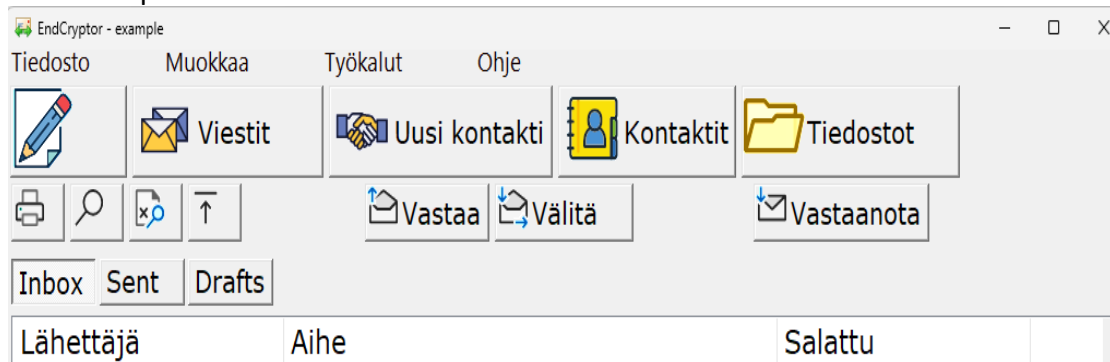 EndCryptor - example
Tiedosto Muokkaa Työkalut Ohje
Viestit Uusi kontakti Kontaktit Tiedostot
Vastaa Välitä Vastaanota
Inbox Sent Drafts
Lähettäjä Aihe Salattu